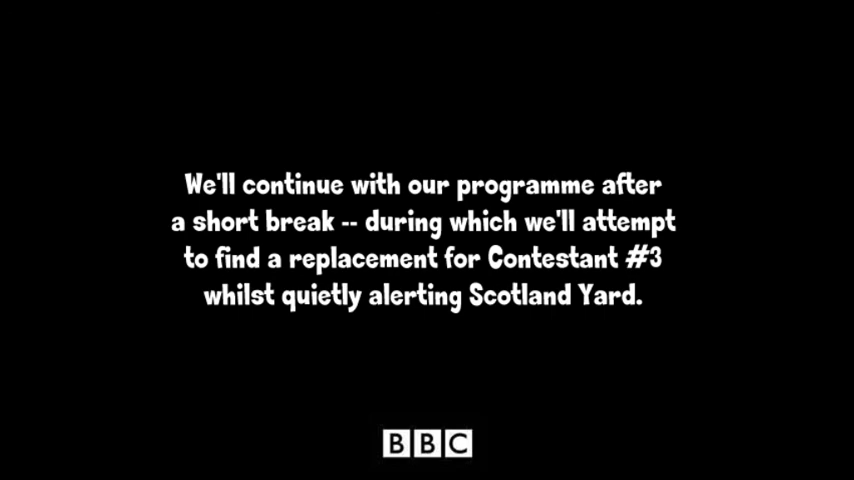 We'll continue with our programme after
a short break -- during which we'll attempt
to find a replacement for Contestant #3
whilst quietly alerting Scotland Yard.
BBC